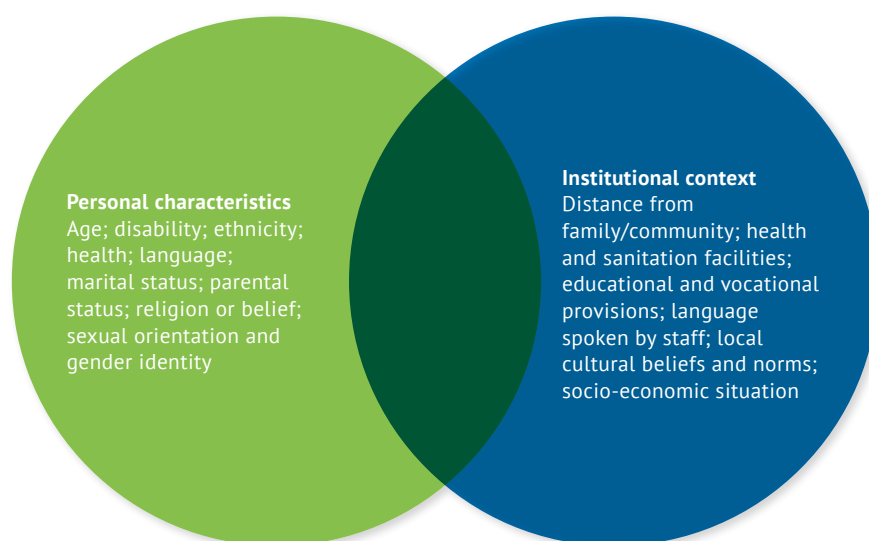 Personal characteristics
Age; disability; ethnicity;
health; language;
marital status; parental
status; religion or belief;
sexual orientation and
gender identity
Institutional context
Distance from
family/community; health
and sanitation facilities;
educational and vocational
provisions; language
spoken by staff; local
cultural beliefs and norms;
socio-economic situation